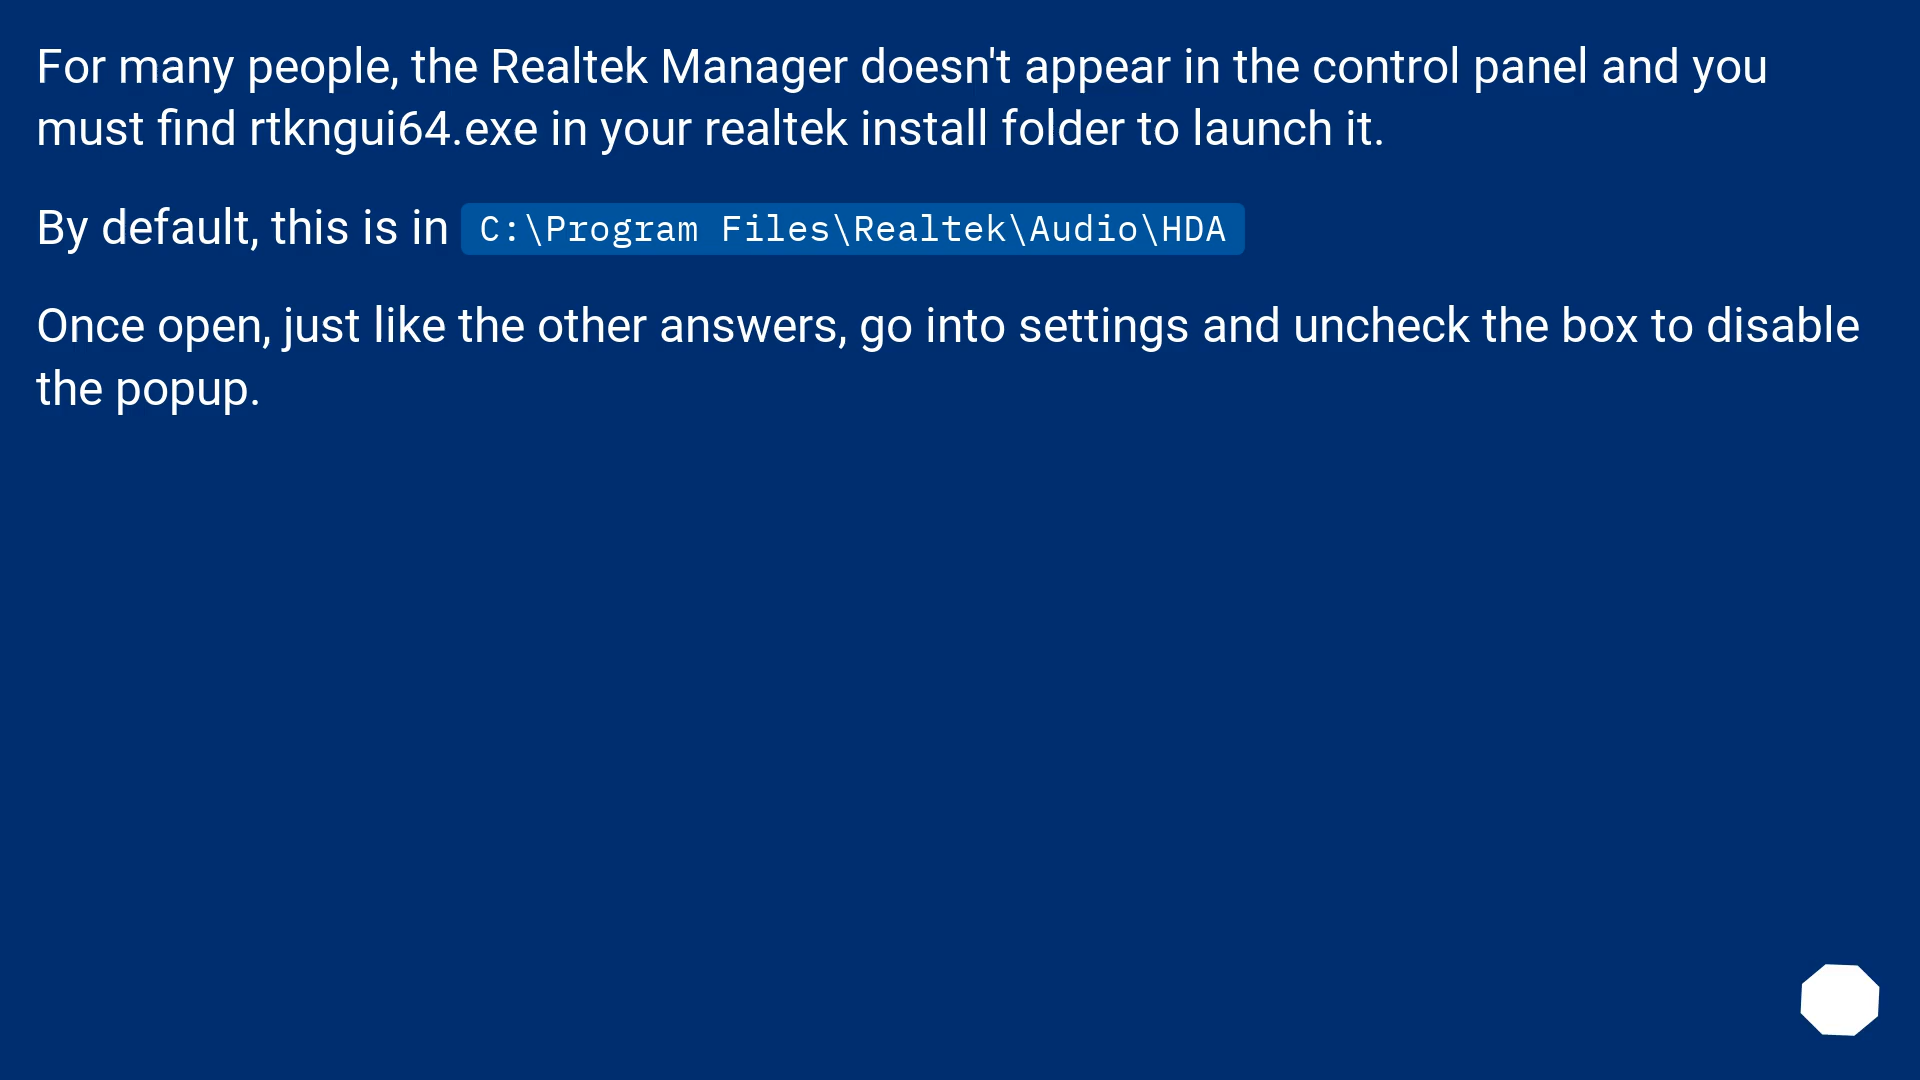 For many people, the Realtek Manager doesn't appear in the control panel and you
must find rtkngui64.exe in your realtek install folder to launch it.
By default, this is in C:\Program Files\Realtek\Audio\HDA
Once open, just like the other answers, go into settings and uncheck the box to disable
the popup.